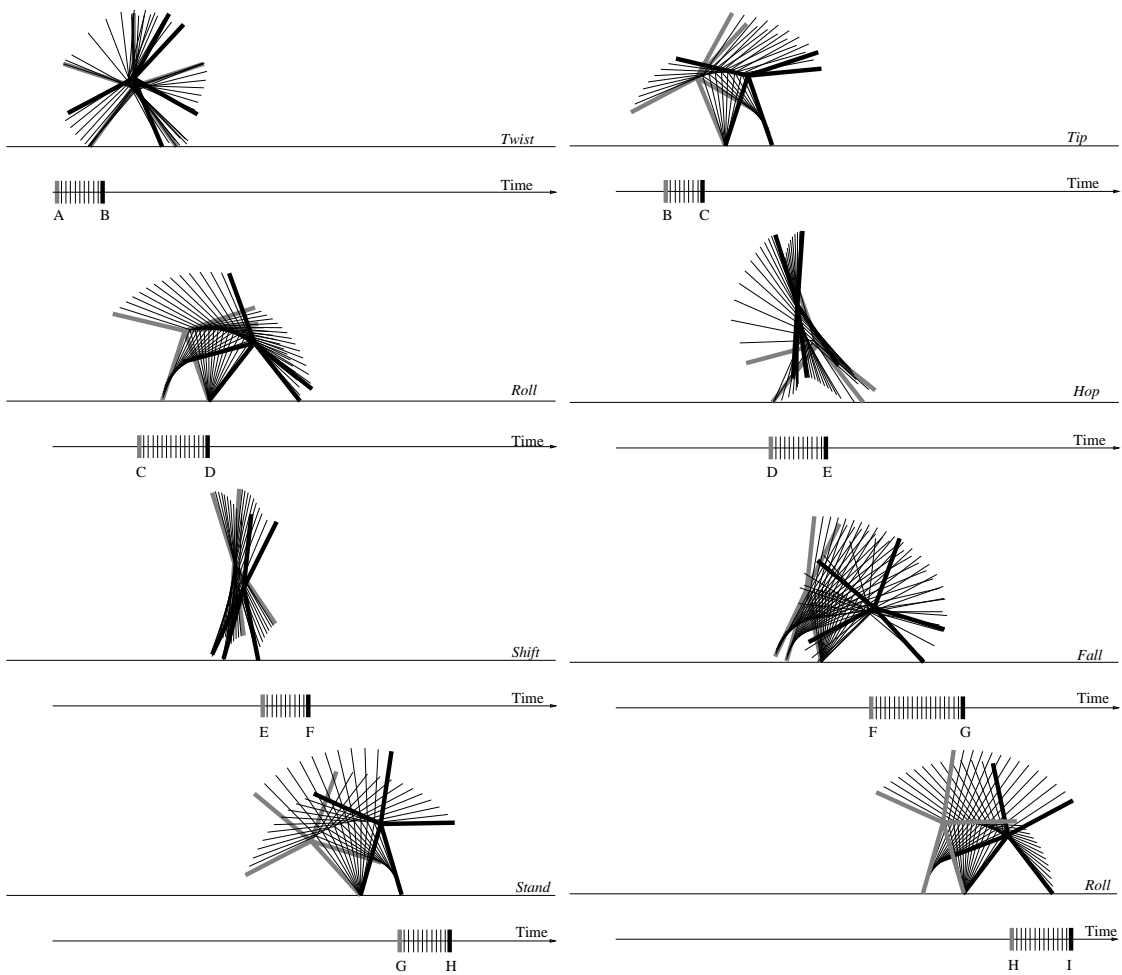 Twist
Time
A B
Tip
Time
B C
Roll
Time
C D
Hop
Time
D E
Shift
Time
E F
Fall
Time
F G
Stand
Time
G H
Roll
Time
H I